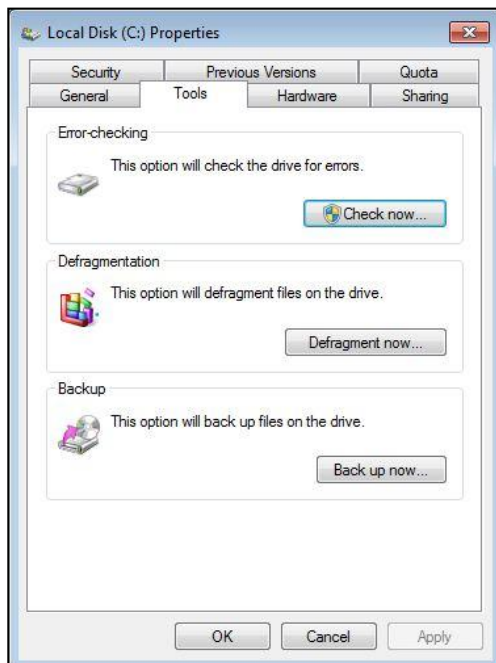 Local Disk (C:) Properties
Security Previous Versions Quota
General Tools Hardware Sharing
Error-checking
This option will check the drive for errors.
Check now...
Defragmentation
This option will defragment files on the drive.
Defragment now...
Backup
This option will back up files on the drive.
Back up now...
OK Cancel Apply